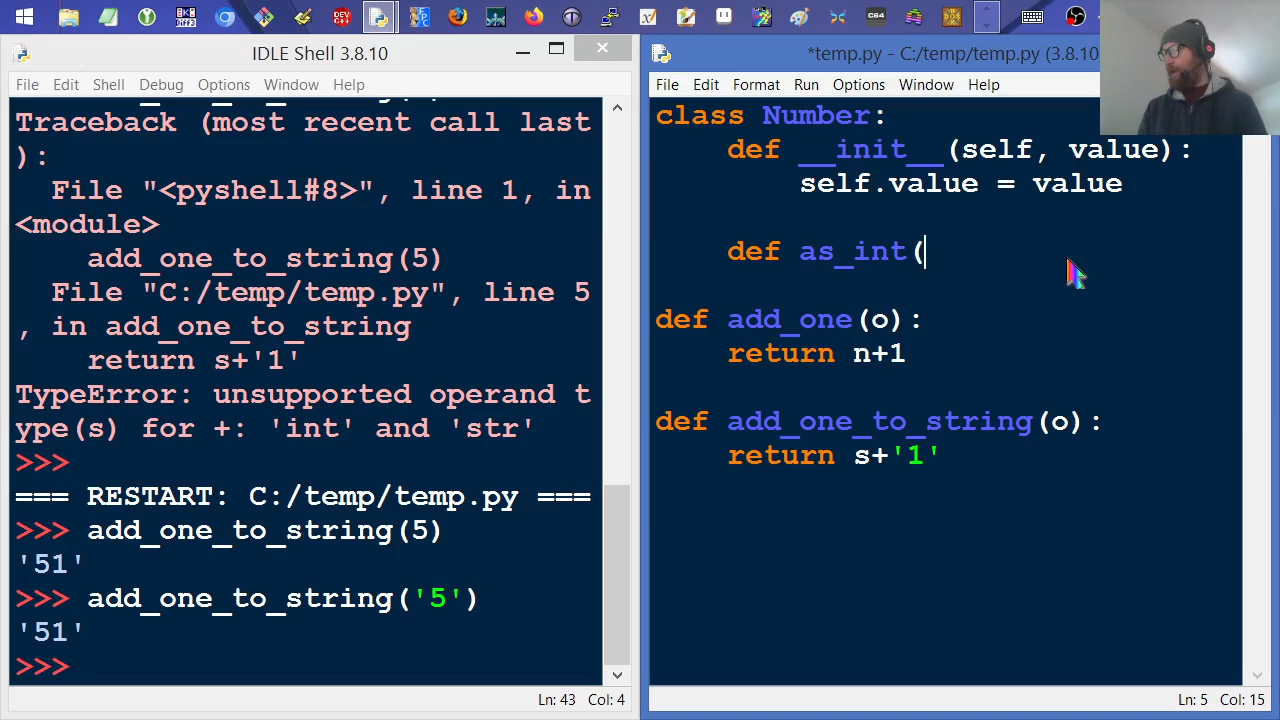 IDLE Shell 3.8.10
File Edit Shell Debug Options Window Help
Traceback (most recent call last
):
File "<pyshell#8>", line 1, in
<module>
add_one_to_string(5)
File "C:/temp/temp.py", line 5
, in add_one_to_string
return s+'1'
TypeError: unsupported operand t
ype(s) for +: 'int' and 'str'
>>>
=== RESTART: C:/temp/temp.py ===
>>> add_one_to_string(5)
'51'
>>> add_one_to_string('5')
'51'
>>>
Ln: 43 Col: 4
*temp.py - C:/temp/temp.py (3.8.10)
File Edit Format Run Options Window Help
class Number:
def __init__(self, value):
self.value = value
def as_int(
def add_one(o):
return n+1
def add_one_to_string(o):
return s+'1'
Ln: 5 Col: 15